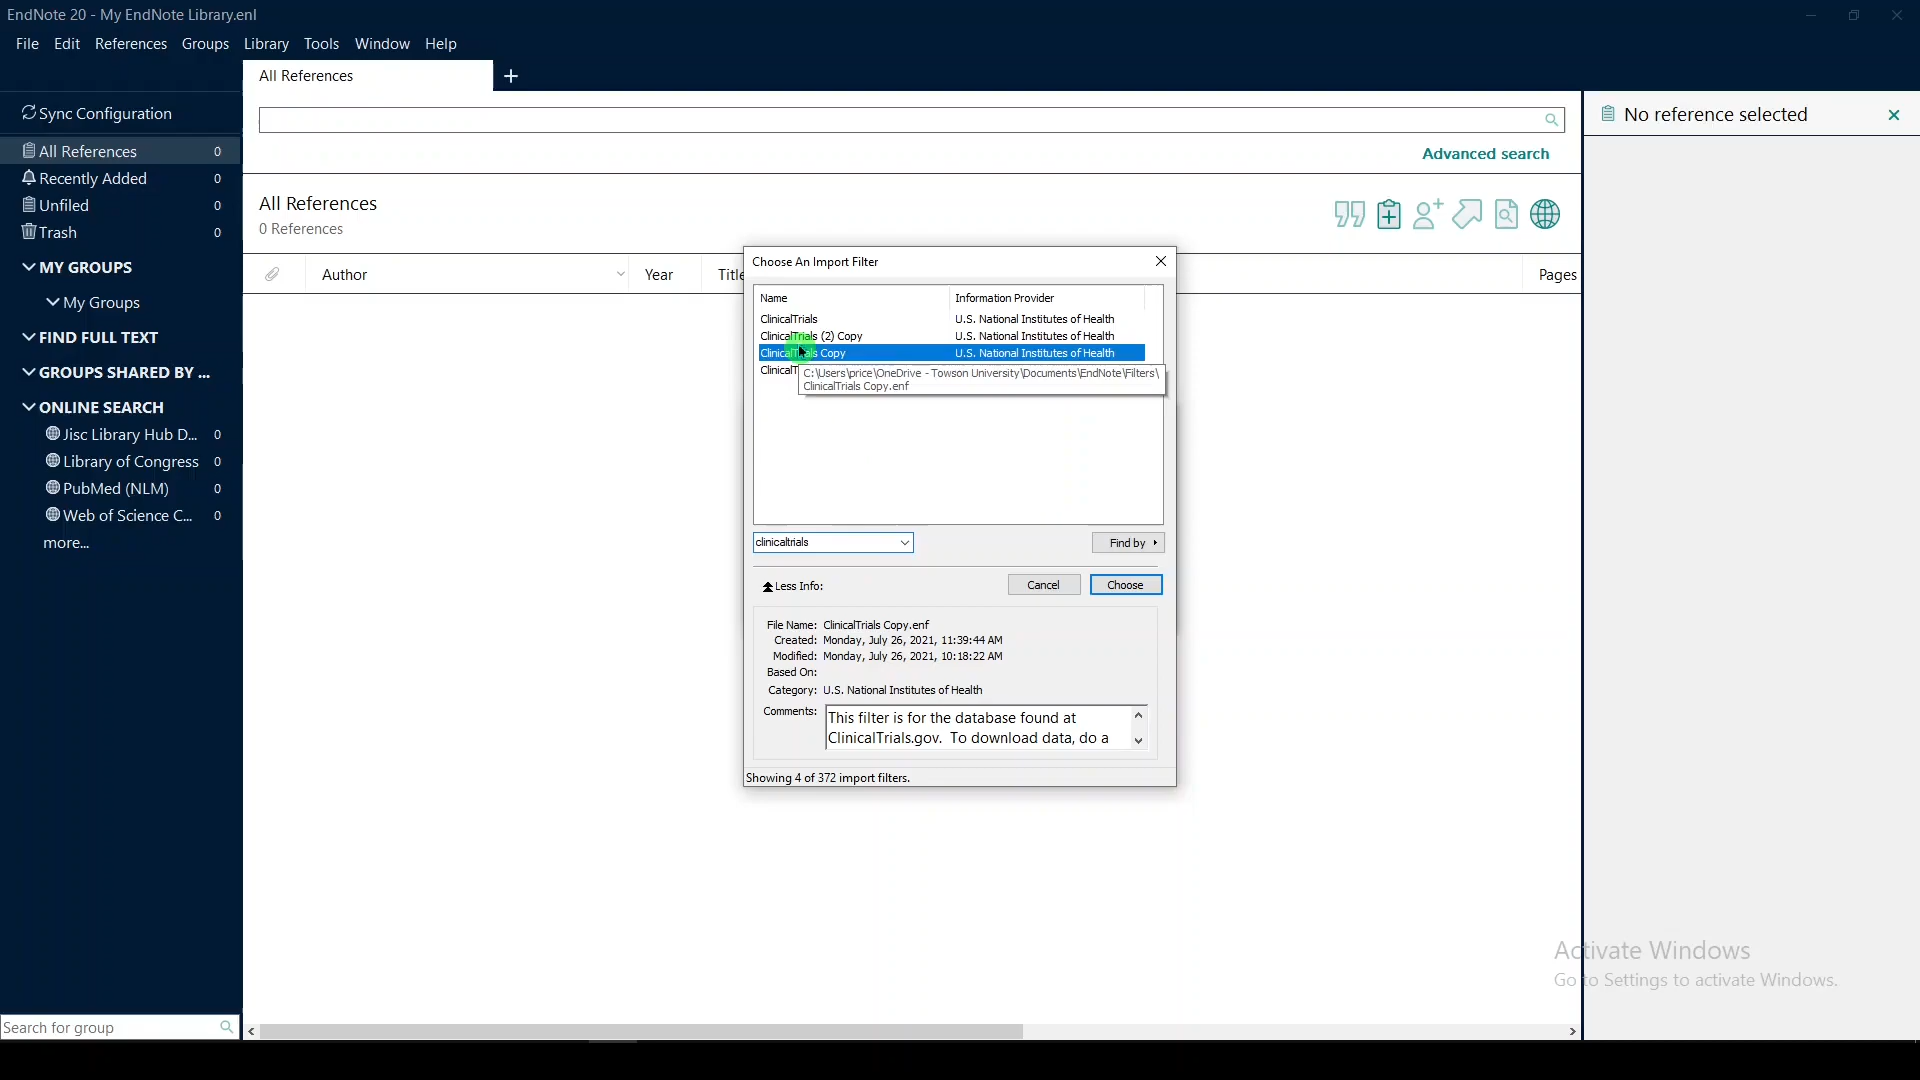 EndNote 20 - My EndNote Library.enl
File Edit References Groups Library Tools Window Help
All References
Sync Configuration
All References 0
Recently Added 0
Unfiled 0
Trash 0
MY GROUPS
My Groups
FIND FULL TEXT
GROUPS SHARED BY ...
ONLINE SEARCH
Jisc Library Hub D... 0
Library of Congress 0
PubMed (NLM) 0
Web of Science C... 0
more...
Search for group
Advanced search
All References
0 References
Author Year Title Pages
No reference selected
Choose An Import Filter
Name Information Provider
ClinicalTrials U.S. National Institutes of Health
ClinicalTrials (2) Copy U.S. National Institutes of Health
ClinicalTrials Copy U.S. National Institutes of Health
C:\Users\price\OneDrive - Towson University\Documents\EndNote\Filters\
ClinicalTrials Copy.enf
clinicaltrials Find by
Less Info: Cancel Choose
File Name: ClinicalTrials Copy.enf
Created: Monday, July 26, 2021, 11:39:44 AM
Modified: Monday, July 26, 2021, 10:18:22 AM
Based On:
Category: U.S. National Institutes of Health
Comments: This filter is for the database found at
ClinicalTrials.gov. To download data, do a
Showing 4 of 372 import filters.
Activate Windows
Go to Settings to activate Windows.